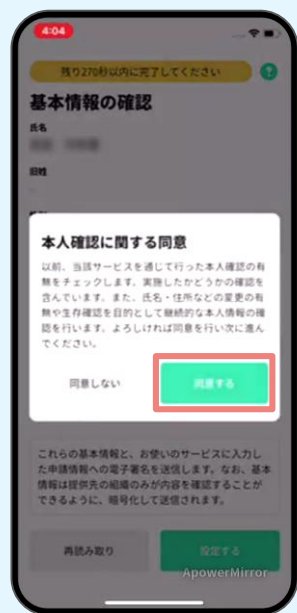 4:04
残り270秒以内に完了してください
?
基本情報の確認
氏名
旧姓
本人確認に関する同意
以前、当該サービスを通じて行った本人確認の有
無をチェックします。実施したかどうかの確認を
含んでいます。また、氏名・住所などの変更の有
無や生存確認を目的として継続的な本人情報の確
認を行います。よろしければ同意を行い次に進ん
でください。
同意しない
同意する
これらの基本情報と、お使いのサービスに入力し
た申請情報への電子署名を送信します。なお、基本
情報は提供先の組織のみが内容を確認することが
できるように、暗号化して送信されます。
再読み取り
設定する
ApowerMirror